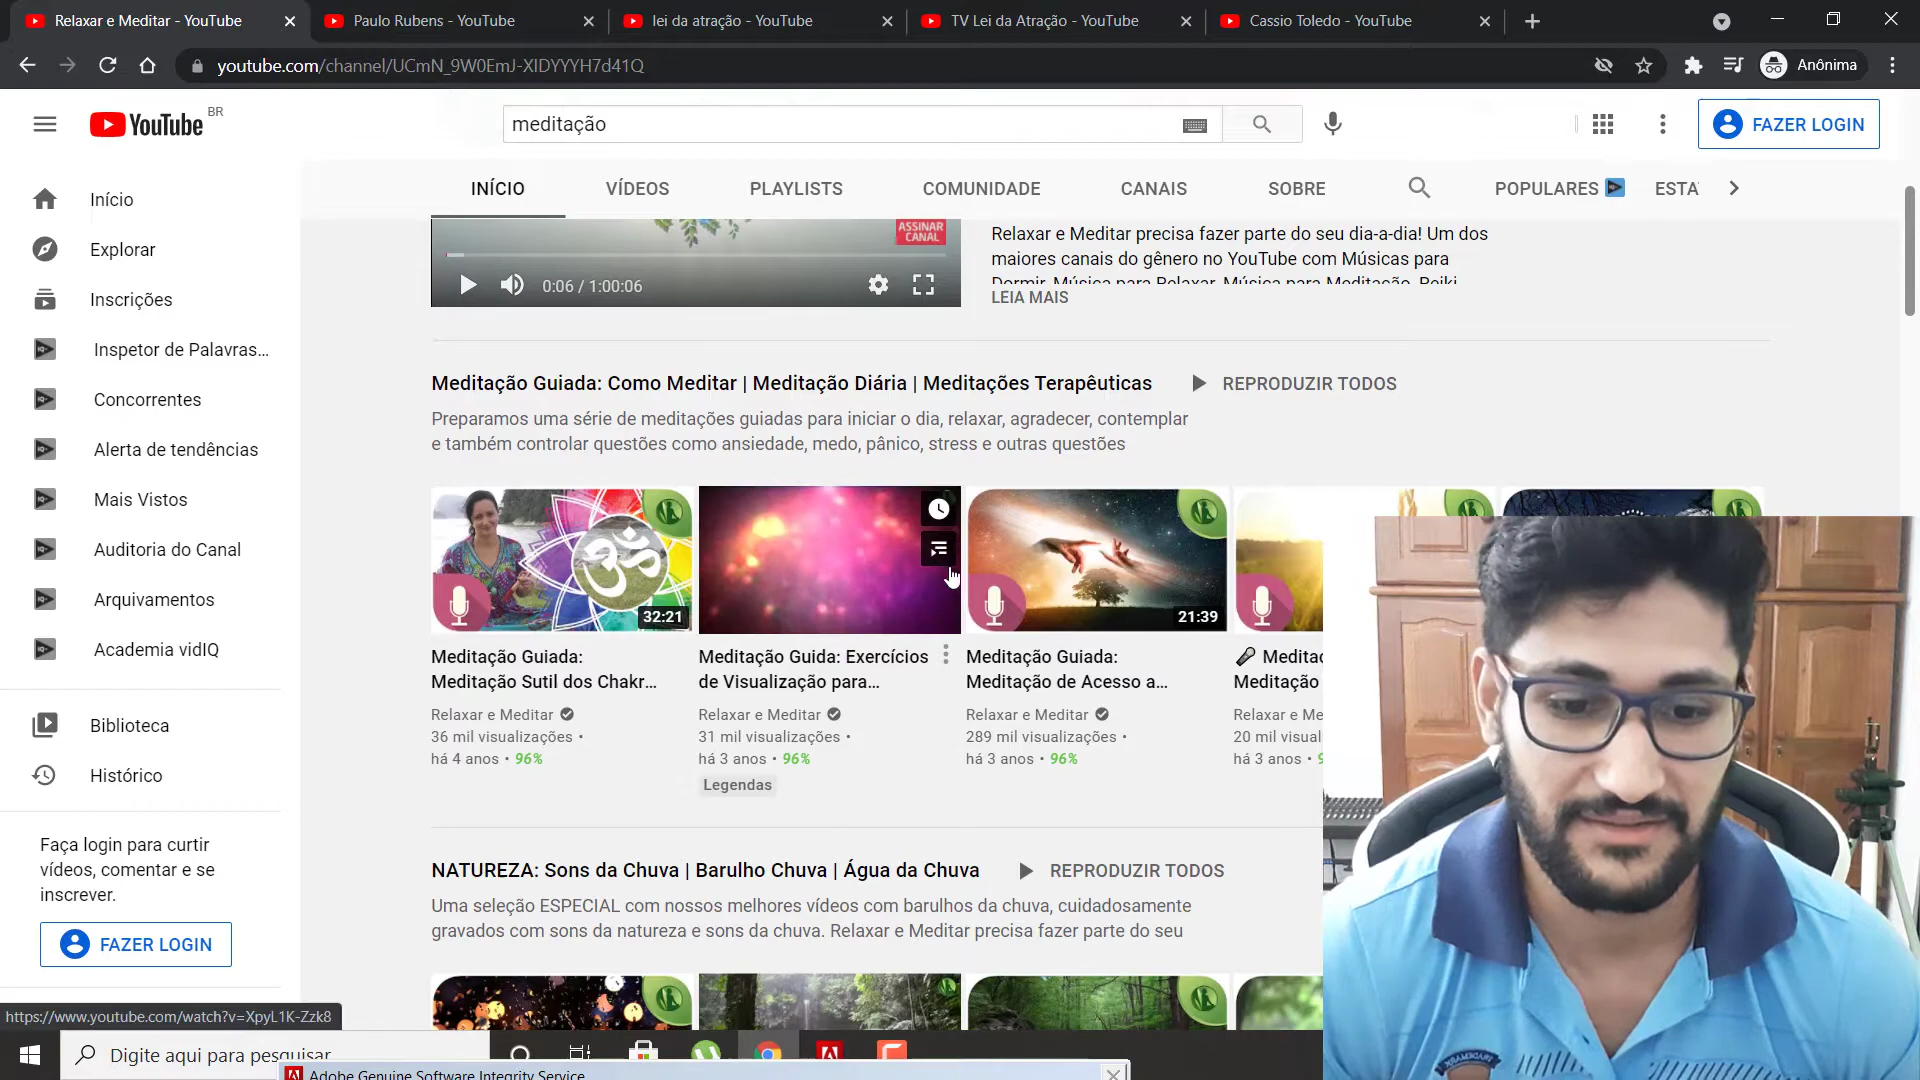 Relaxar e Meditar - YouTube
Paulo Rubens - YouTube
lei da atração - YouTube
TV Lei da Atração - YouTube
Cassio Toledo - YouTube
youtube.com/channel/UCmN_9W0EmJ-XIDYYYH7d41Q
Anônima
YouTube BR
meditação
FAZER LOGIN
INÍCIO
VÍDEOS
PLAYLISTS
COMUNIDADE
CANAIS
SOBRE
POPULARES
ESTA
Início
Explorar
Inscrições
Inspetor de Palavras...
Concorrentes
Alerta de tendências
Mais Vistos
Auditoria do Canal
Arquivamentos
Academia vidIQ
Biblioteca
Histórico
Faça login para curtir
vídeos, comentar e se
inscrever.
FAZER LOGIN
https://www.youtube.com/watch?v=XpyL1K-Zzk8
ASSINAR
CANAL
0:06 / 1:00:06
Relaxar e Meditar precisa fazer parte do seu dia-a-dia! Um dos
maiores canais do gênero no YouTube com Músicas para
Dormir, Música para Relaxar, Música para Meditação, Reiki
LEIA MAIS
Meditação Guiada: Como Meditar | Meditação Diária | Meditações Terapêuticas
REPRODUZIR TODOS
Preparamos uma série de meditações guiadas para iniciar o dia, relaxar, agradecer, contemplar
e também controlar questões como ansiedade, medo, pânico, stress e outras questões
32:21
Meditação Guiada:
Meditação Sutil dos Chakr...
Relaxar e Meditar
36 mil visualizações •
há 4 anos • 96%
Meditação Guida: Exercícios
de Visualização para...
Relaxar e Meditar
31 mil visualizações •
há 3 anos • 96%
Legendas
21:39
Meditação Guiada:
Meditação de Acesso a...
Relaxar e Meditar
289 mil visualizações •
há 3 anos • 96%
Meditação
Relaxar e Me
20 mil visual
há 3 anos •
NATUREZA: Sons da Chuva | Barulho Chuva | Água da Chuva
REPRODUZIR TODOS
Uma seleção ESPECIAL com nossos melhores vídeos com barulhos da chuva, cuidadosamente
gravados com sons da natureza e sons da chuva. Relaxar e Meditar precisa fazer parte do seu
Digite aqui para pesquisar
Adobe Genuine Software Integrity Service